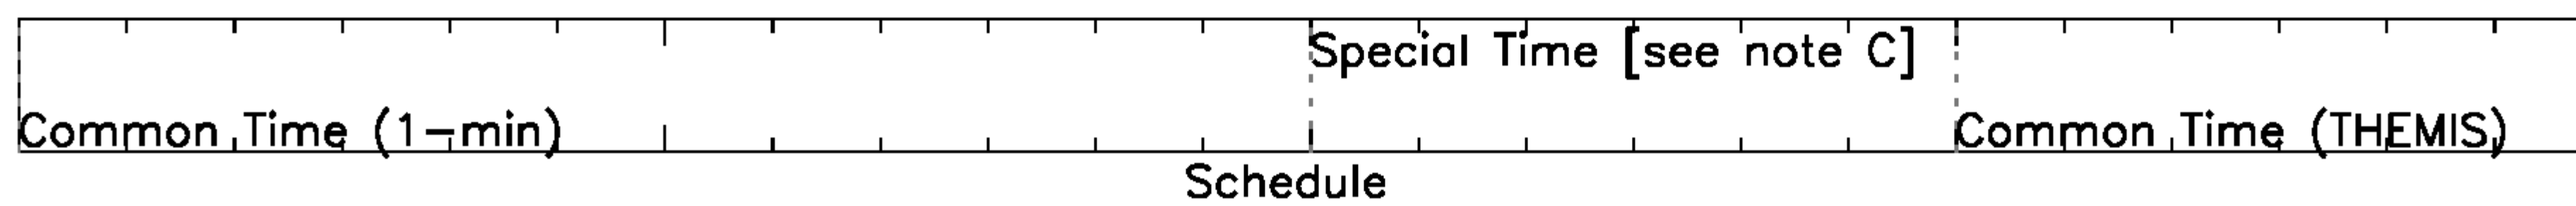 Special Time [see note C]
Common Time (1-min)
Common Time (THEMIS)
Schedule